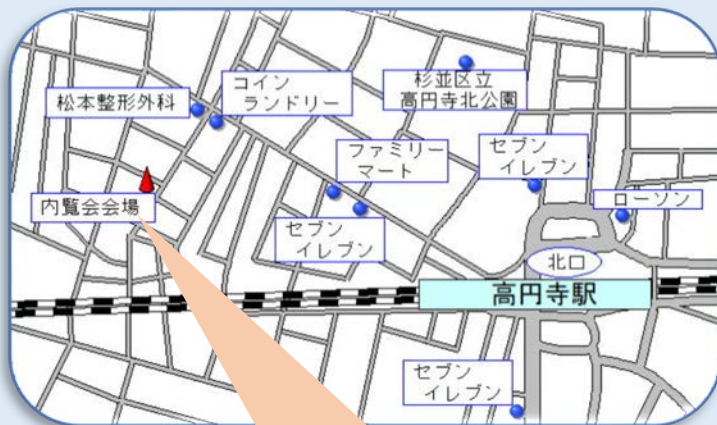 コイン
ランドリー
松本整形外科
杉並区立
高円寺北公園
ファミリー
マート
セブン
イレブン
ローソン
内覧会会場
セブン
イレブン
北口
高円寺駅
セブン
イレブン